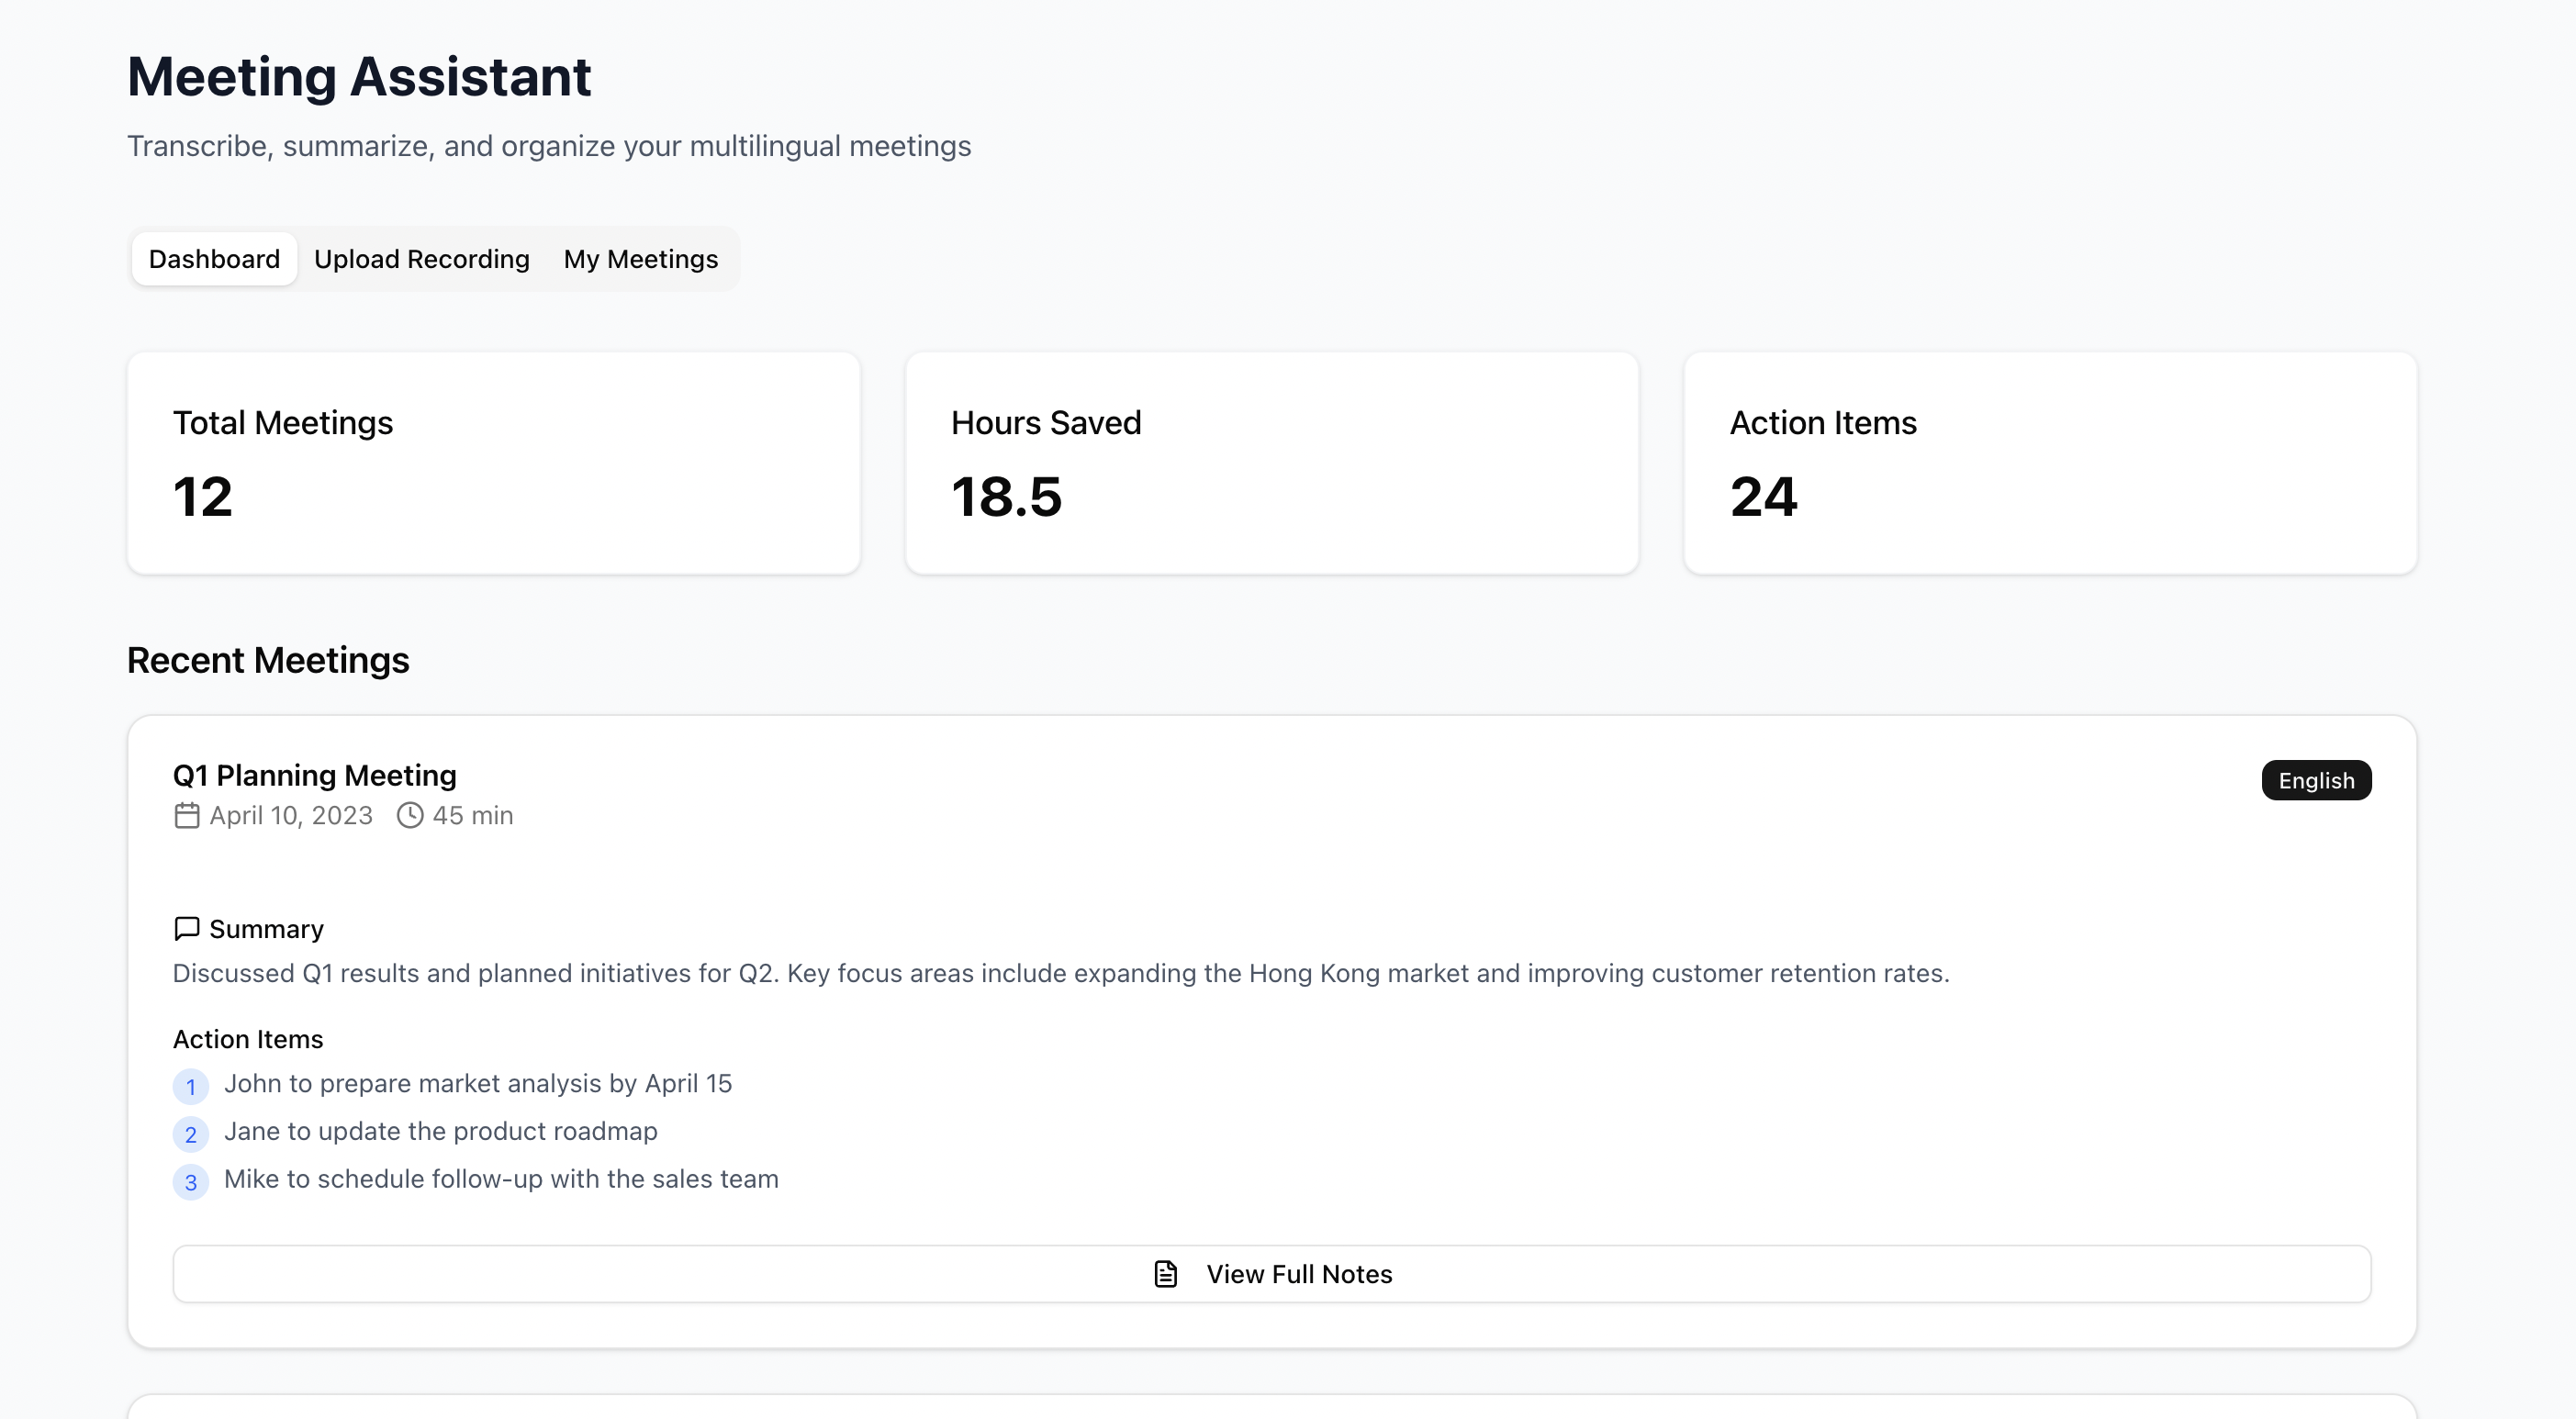 Meeting Assistant
Transcribe, summarize, and organize your multilingual meetings
Dashboard Upload Recording My Meetings
Total Meetings
12
Hours Saved
18.5
Action Items
24
Recent Meetings
Q1 Planning Meeting
English
April 10, 2023 45 min
Summary
Discussed Q1 results and planned initiatives for Q2. Key focus areas include expanding the Hong Kong market and improving customer retention rates.
Action Items
1 John to prepare market analysis by April 15
2 Jane to update the product roadmap
3 Mike to schedule follow-up with the sales team
View Full Notes